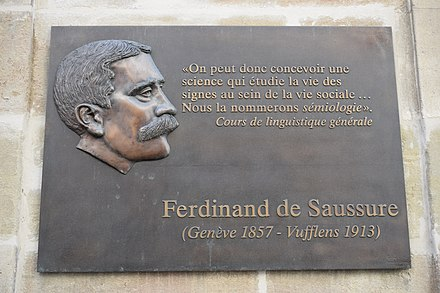 «On peut donc concevoir une
science qui étudie la vie des
signes au sein de la vie sociale ...
Nous la nommerons sémiologie».
Cours de linguistique générale
Ferdinand de Saussure
(Genève 1857 - Vufflens 1913)